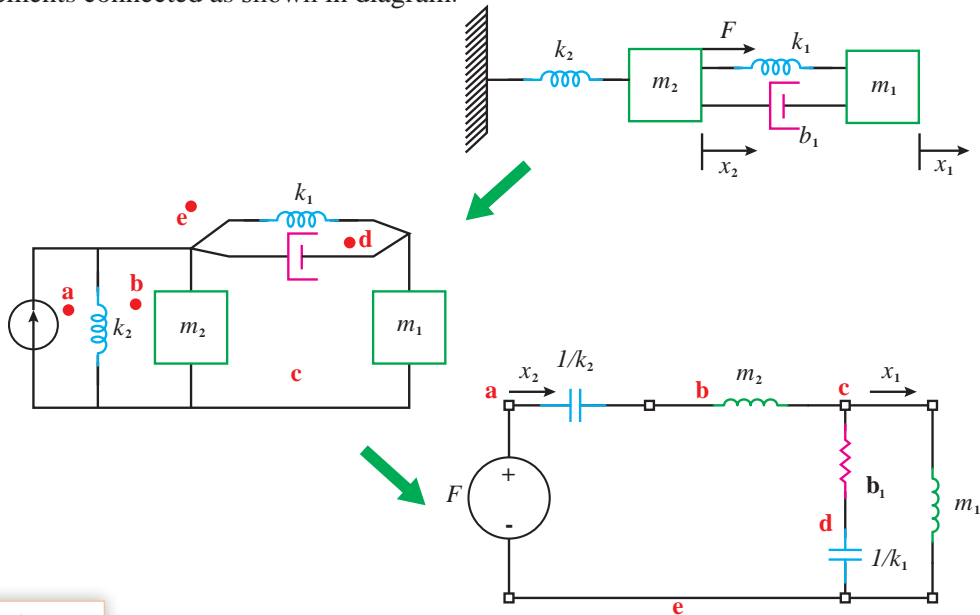 ements connected as shown in diagram.
F
k₂
k₁
m₂
m₁
b₁
x₂
x₁
k₁
e
d
a
b
k₂
m₂
m₁
c
1/k₂
a
x₂
b
m₂
c
x₁
F
+
-
b₁
m₁
d
1/k₁
e